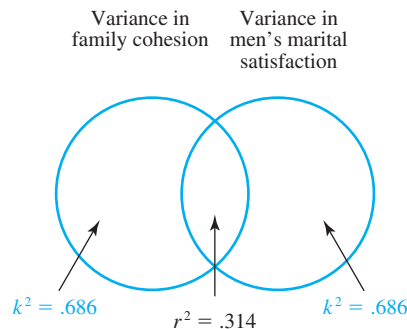 Variance in
family cohesion
Variance in
men's marital
satisfaction
k² = .686
r² = .314
k² = .686